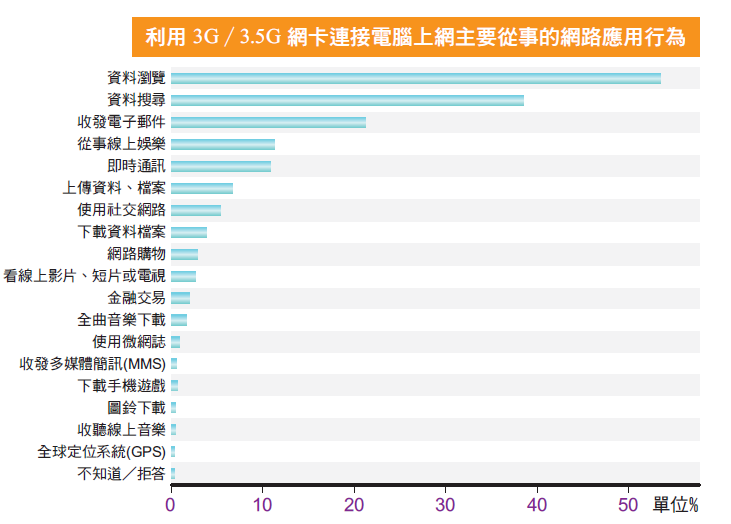 利用 3G / 3.5G 網卡連接電腦上網主要從事的網路應用行為
資料瀏覽
資料搜尋
收發電子郵件
從事線上娛樂
即時通訊
上傳資料、檔案
使用社交網路
下載資料檔案
網路購物
看線上影片、短片或電視
金融交易
全曲音樂下載
使用微網誌
收發多媒體簡訊(MMS)
下載手機遊戲
圖鈴下載
收聽線上音樂
全球定位系統(GPS)
不知道／拒答
0 10 20 30 40 50 單位%